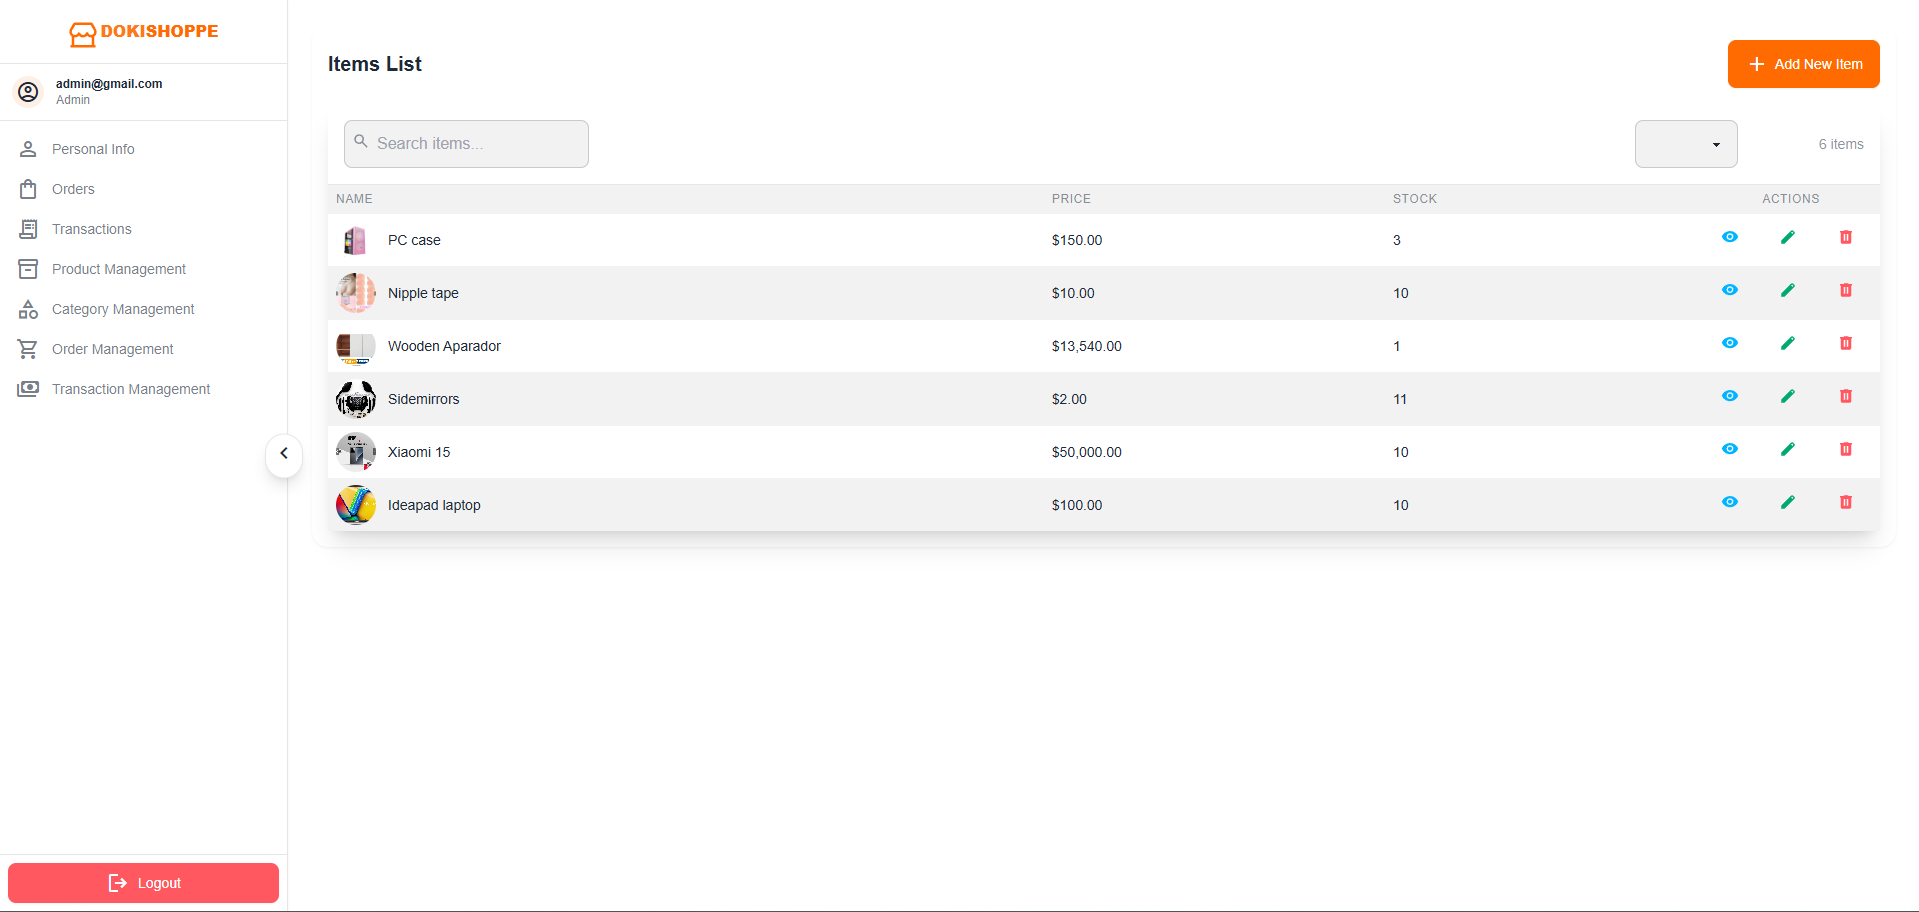 DOKISHOPPE
admin@gmail.com
Admin
Personal Info
Orders
Transactions
Product Management
Category Management
Order Management
Transaction Management
Logout
Items List
Add New Item
Search items...
6 items
NAME PRICE STOCK ACTIONS
PC case $150.00 3
Nipple tape $10.00 10
Wooden Aparador $13,540.00 1
Sidemirrors $2.00 11
Xiaomi 15 $50,000.00 10
Ideapad laptop $100.00 10